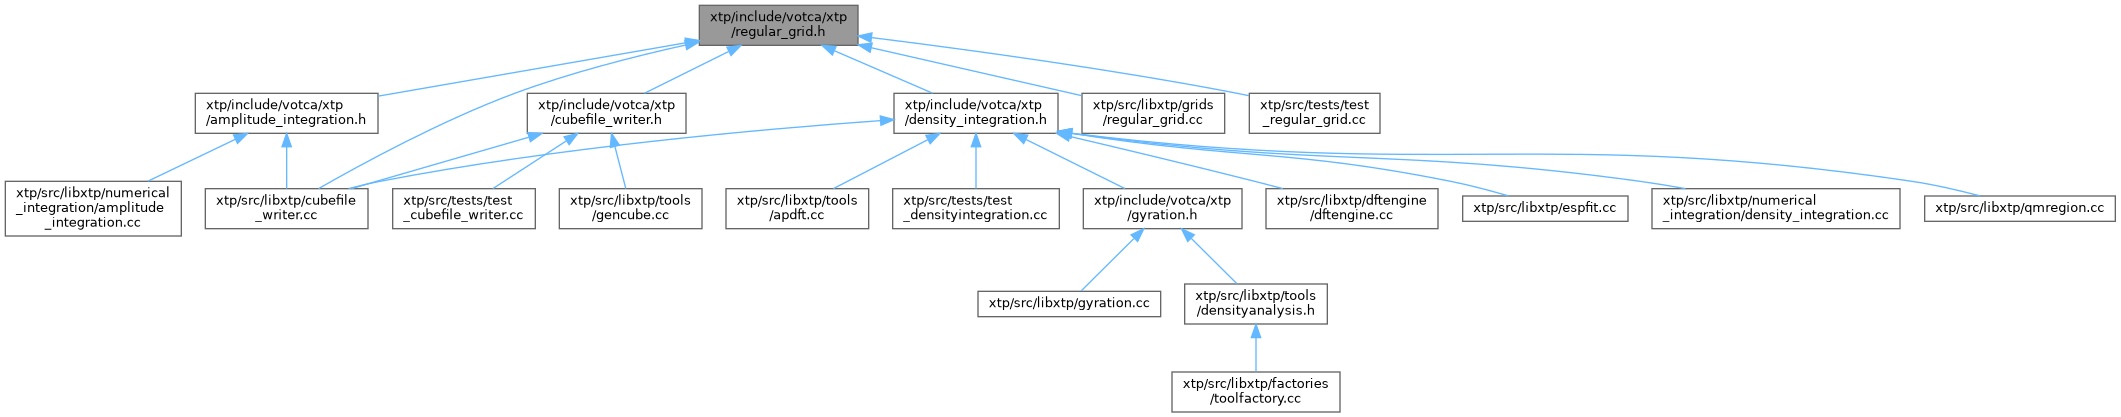 xtp/include/votca/xtp
/regular_grid.h
xtp/include/votca/xtp
/amplitude_integration.h
xtp/include/votca/xtp
/cubefile_writer.h
xtp/include/votca/xtp
/density_integration.h
xtp/src/libxtp/grids
/regular_grid.cc
xtp/src/tests/test
_regular_grid.cc
xtp/src/libxtp/numerical
_integration/amplitude
_integration.cc
xtp/src/libxtp/cubefile
_writer.cc
xtp/src/tests/test
_cubefile_writer.cc
xtp/src/libxtp/tools
/gencube.cc
xtp/src/libxtp/tools
/apdft.cc
xtp/src/tests/test
_densityintegration.cc
xtp/include/votca/xtp
/gyration.h
xtp/src/libxtp/dftengine
/dftengine.cc
xtp/src/libxtp/espfit.cc
xtp/src/libxtp/numerical
_integration/density_integration.cc
xtp/src/libxtp/qmregion.cc
xtp/src/libxtp/gyration.cc
xtp/src/libxtp/tools
/densityanalysis.h
xtp/src/libxtp/factories
/toolfactory.cc